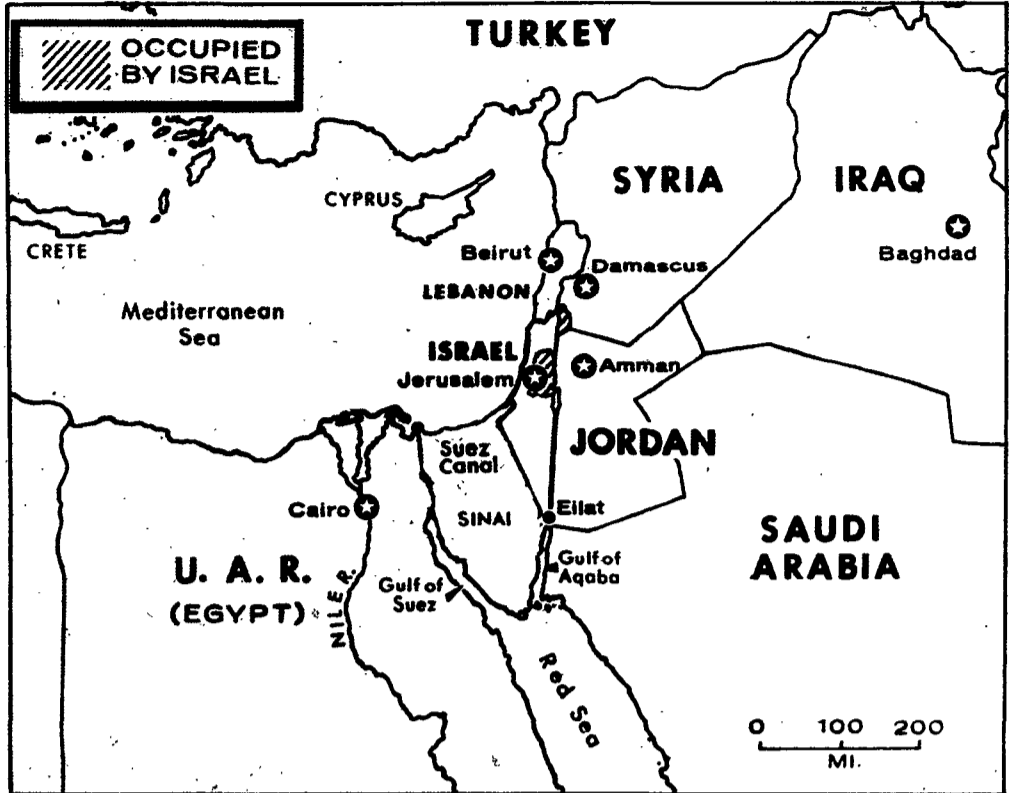 OCCUPIED
BY ISRAEL
TURKEY
SYRIA
IRAQ
CYPRUS
CRETE
Beirut
Damascus
Baghdad
LEBANON
Mediterranean
Sea
ISRAEL
Jerusalem
Amman
JORDAN
Suez
Canal
Cairo
SINAI
Eilat
SAUDI
ARABIA
U. A. R.
(EGYPT)
NILE R.
Gulf of
Suez
Gulf of
Aqaba
Red Sea
0 100 200
MI.